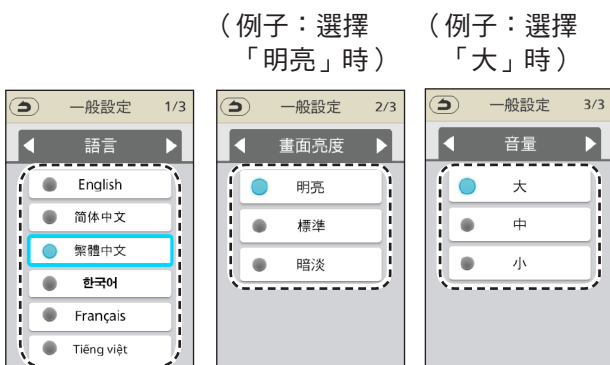 （例子：選擇
「明亮」時）
（例子：選擇
「大」時）
一般設定 1/3
語言
English
简体中文
繁體中文
한국어
Français
Tiếng việt
一般設定 2/3
畫面亮度
明亮
標準
暗淡
一般設定 3/3
音量
大
中
小